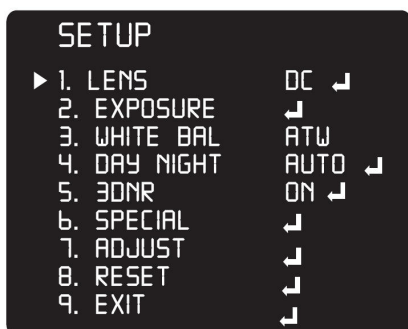 SETUP
1. LENS DC ↲
2. EXPOSURE ↲
3. WHITE BAL ATW
4. DAY NIGHT AUTO ↲
5. 3DNR ON ↲
6. SPECIAL ↲
7. ADJUST ↲
8. RESET ↲
9. EXIT ↲